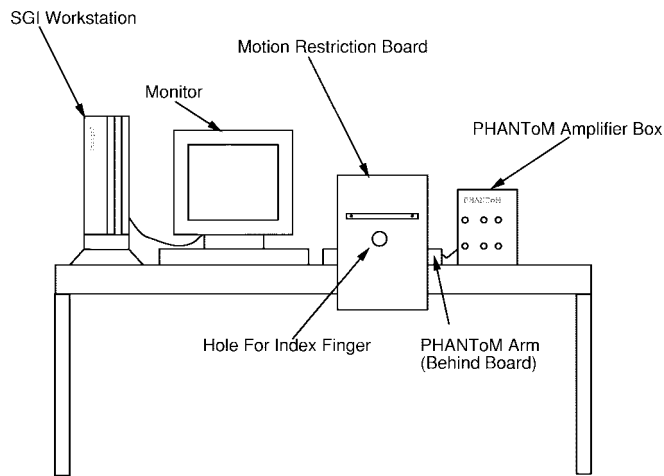 SGI Workstation
Motion Restriction Board
Monitor
PHANToM Amplifier Box
PHANToM
Hole For Index Finger
PHANToM Arm
(Behind Board)